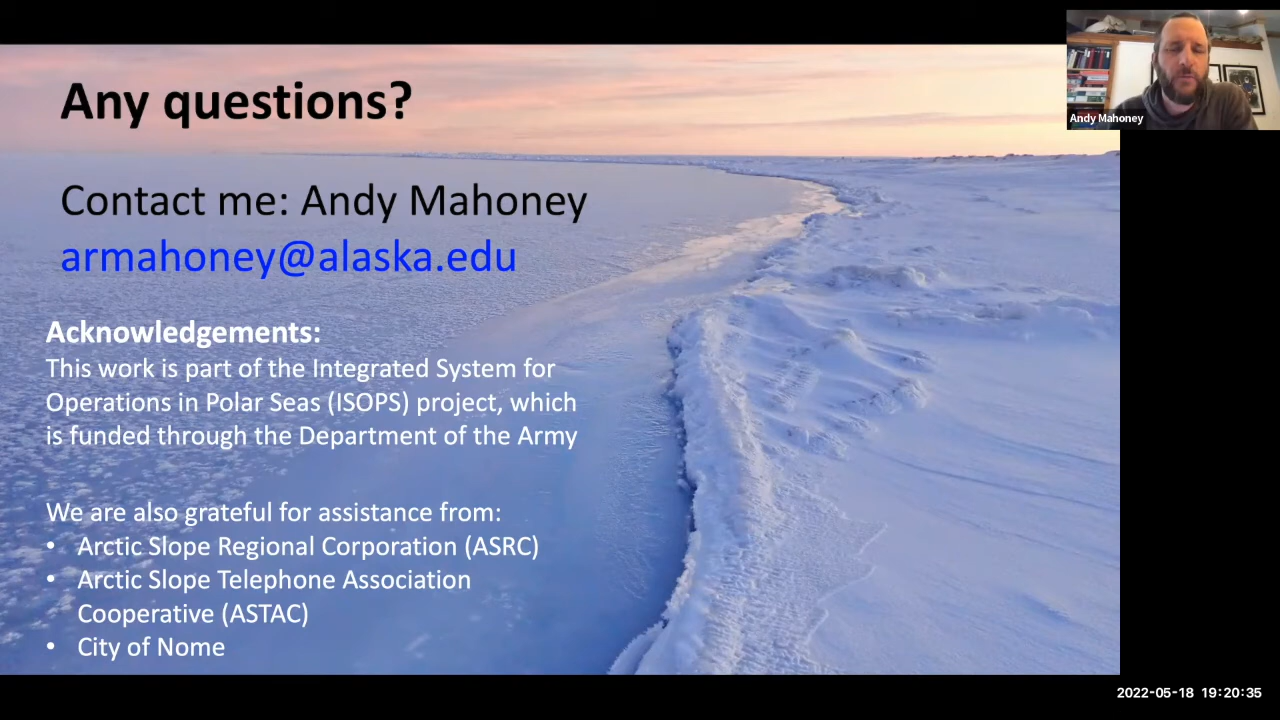 Any questions?
Andy Mahoney
Contact me: Andy Mahoney
armahoney@alaska.edu
Acknowledgements:
This work is part of the Integrated System for
Operations in Polar Seas (ISOPS) project, which
is funded through the Department of the Army
We are also grateful for assistance from:
• Arctic Slope Regional Corporation (ASRC)
• Arctic Slope Telephone Association
Cooperative (ASTAC)
• City of Nome
2022-05-18 19:20:35